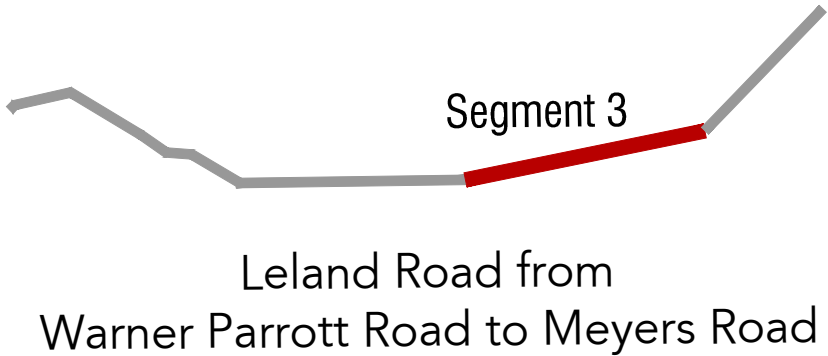 Segment 3
Leland Road from
Warner Parrott Road to Meyers Road